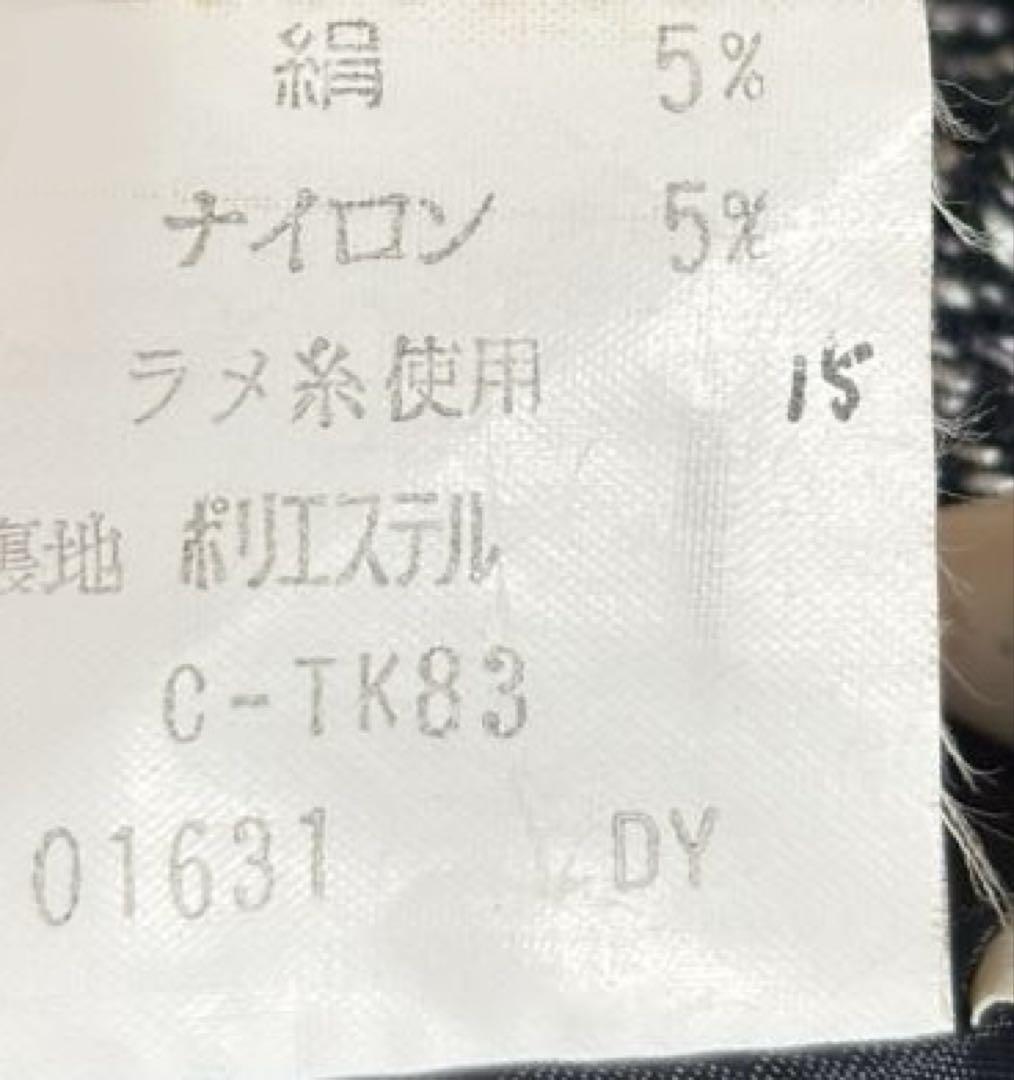 絹 5%
ナイロン 5%
ラメ糸使用 15
裏地 ポリエステル
C-TK83
01631 DY